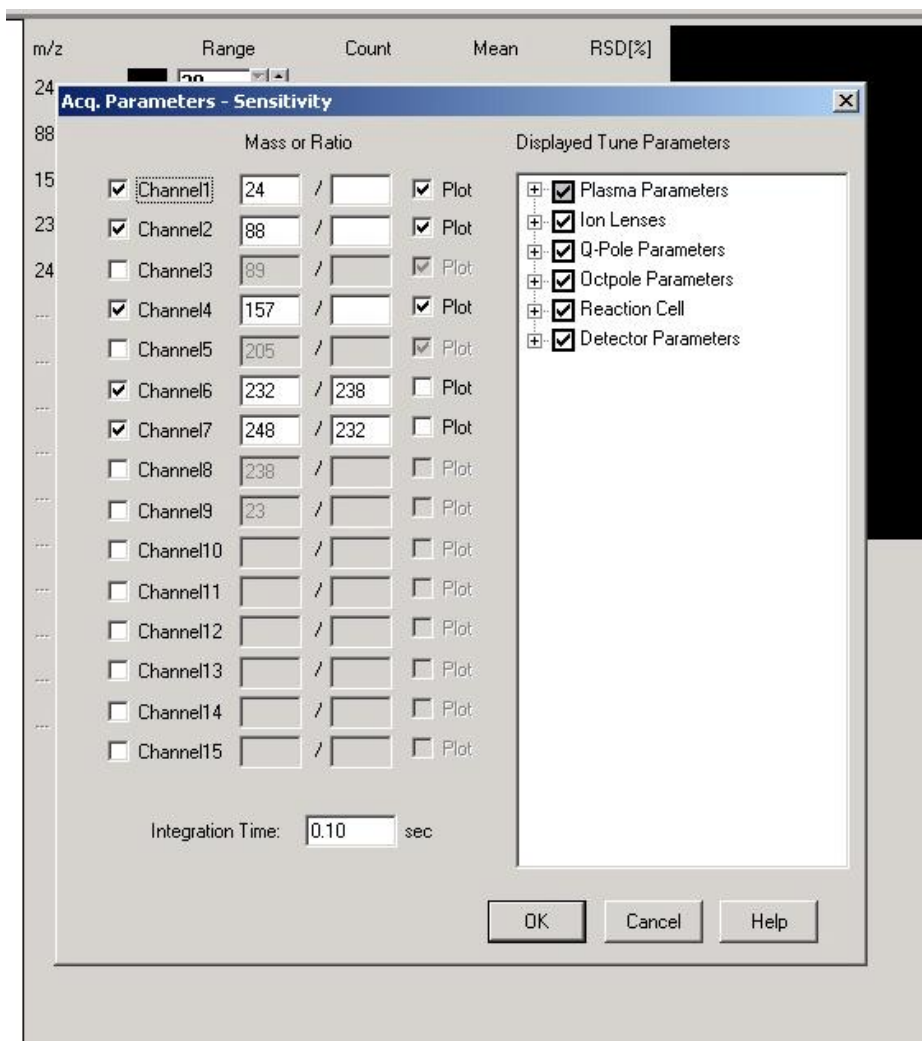 m/z Range Count Mean RSD[%]
24
Acq. Parameters - Sensitivity
88
Mass or Ratio Displayed Tune Parameters
15
Channel1 24 / Plot Plasma Parameters
23
Channel2 88 / Plot Ion Lenses
Q-Pole Parameters
24
Channel3 89 / Plot Octpole Parameters
... Channel4 157 / Plot Reaction Cell
... Channel5 205 / Plot Detector Parameters
Channel6 232 / 238 Plot
... Channel7 248 / 232 Plot
... Channel8 238 / Plot
... Channel9 23 / Plot
... Channel10 / Plot
... Channel11 / Plot
... Channel12 / Plot
... Channel13 / Plot
... Channel14 / Plot
Channel15 / Plot
Integration Time: 0.10 sec
OK Cancel Help